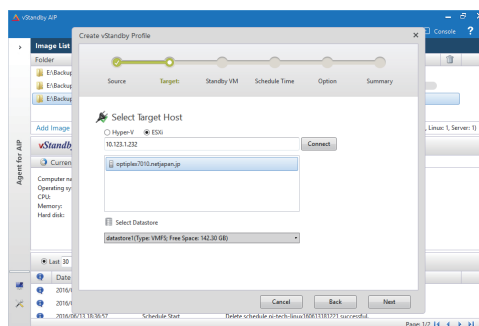 vStandby AIP
Console ?
Create vStandby Profile
Image List
Folder
E:\Backup
E:\Backup
E:\Backup
Source
Target:
Standby VM
Schedule Time
Option
Summary
Select Target Host
Hyper-V
ESXi
10.123.1.232
Connect
optiplex7010.netjapan.jp
Add Image
, Linux: 1, Server: 1)
vStandby
Agent for AIP
Curren
Computer na
Operating sy
CPU:
Memory:
Hard disk:
Select Datastore
datastore1(Type: VMFS; Free Space: 142.30 GB)
Last 30
Date
2016/
2016/
Cancel
Back
Next
2016/06/13 18:36:57
Schedule Start
Delete schedule nj-tech-linux160613181221 successful.
Page: 1/7